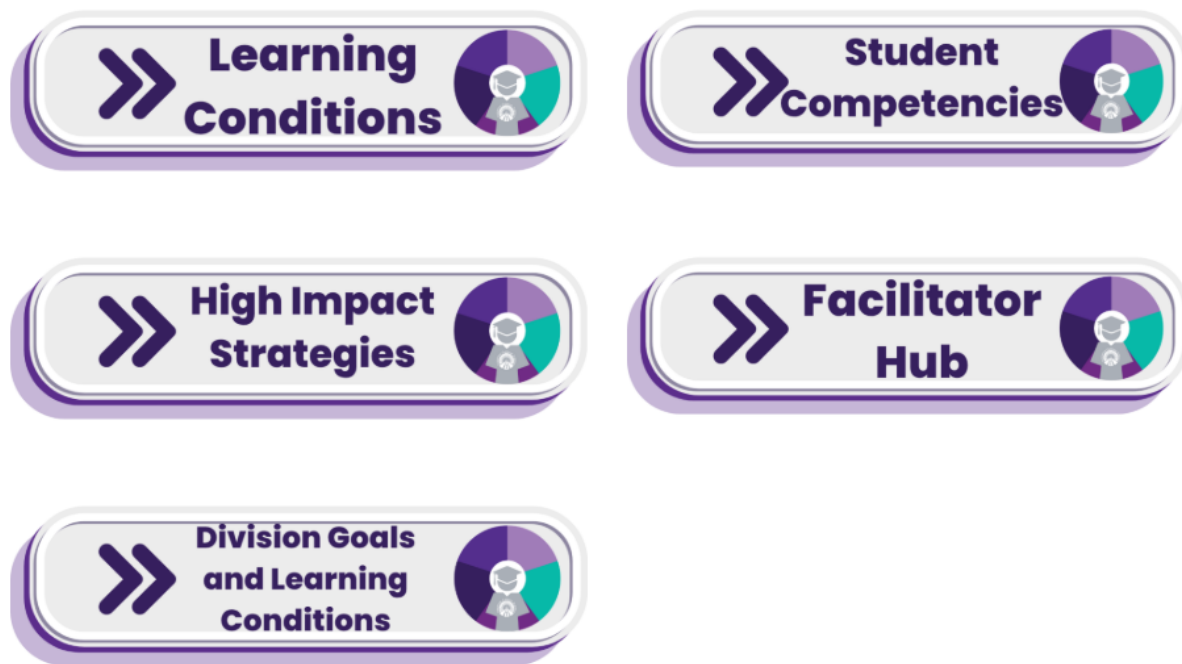 Learning
Conditions
Student
Competencies
High Impact
Strategies
Facilitator
Hub
Division Goals
and Learning
Conditions